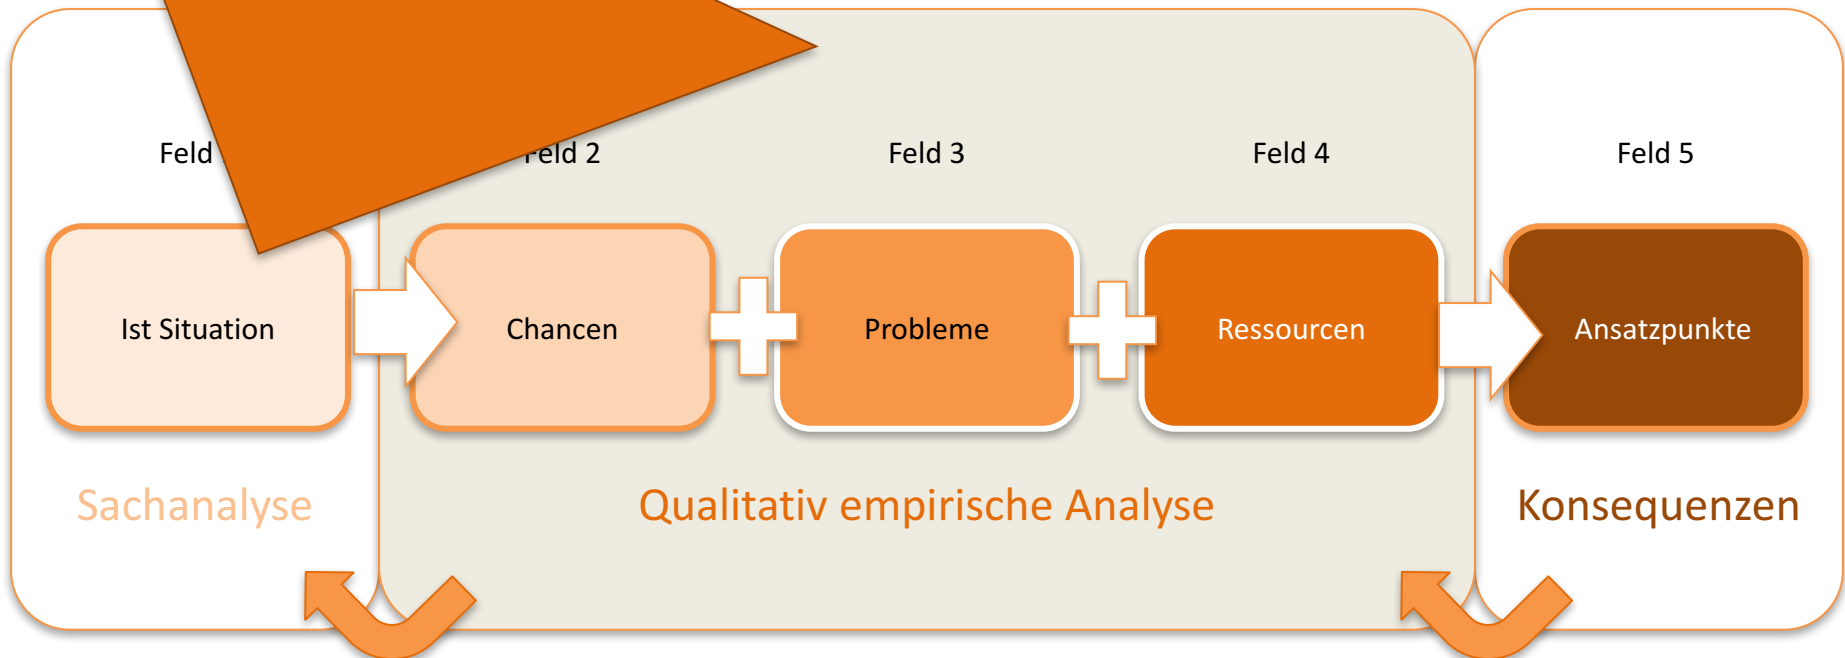 Feld
Feld 2
Feld 3
Feld 4
Feld 5
Ist Situation
Chancen
Probleme
Ressourcen
Ansatzpunkte
Sachanalyse
Qualitativ empirische Analyse
Konsequenzen